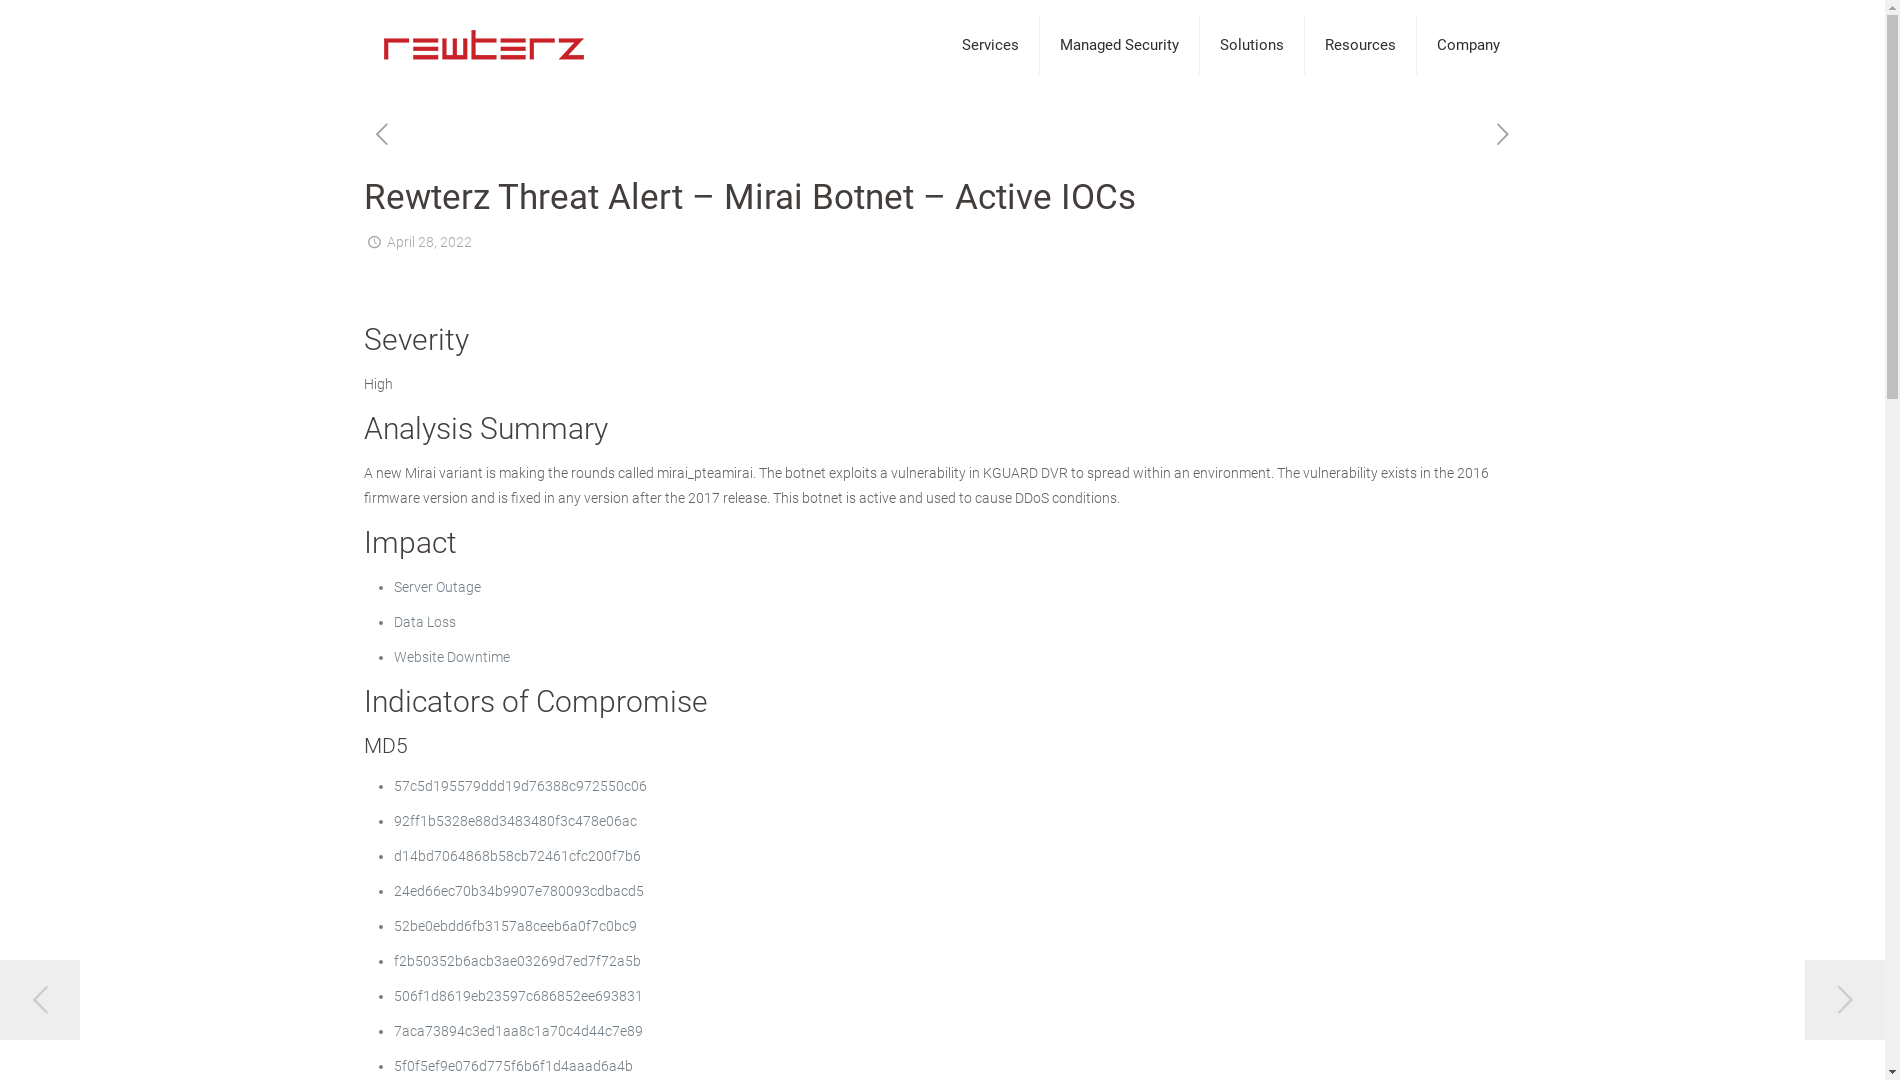 rewterz
Services
Managed Security
Solutions
Resources
Company
Rewterz Threat Alert – Mirai Botnet – Active IOCs
April 28, 2022
Severity
High
Analysis Summary
A new Mirai variant is making the rounds called mirai_pteamirai. The botnet exploits a vulnerability in KGUARD DVR to spread within an environment. The vulnerability exists in the 2016
firmware version and is fixed in any version after the 2017 release. This botnet is active and used to cause DDoS conditions.
Impact
• Server Outage
• Data Loss
• Website Downtime
Indicators of Compromise
MD5
• 57c5d195579ddd19d76388c972550c06
• 92ff1b5328e88d3483480f3c478e06ac
• d14bd7064868b58cb72461cfc200f7b6
• 24ed66ec70b34b9907e780093cdbacd5
• 52be0ebdd6fb3157a8ceeb6a0f7c0bc9
• f2b50352b6acb3ae03269d7ed7f72a5b
• 506f1d8619eb23597c686852ee693831
• 7aca73894c3ed1aa8c1a70c4d44c7e89
• 5f0f5ef9e076d775f6b6f1d4aaad6a4b